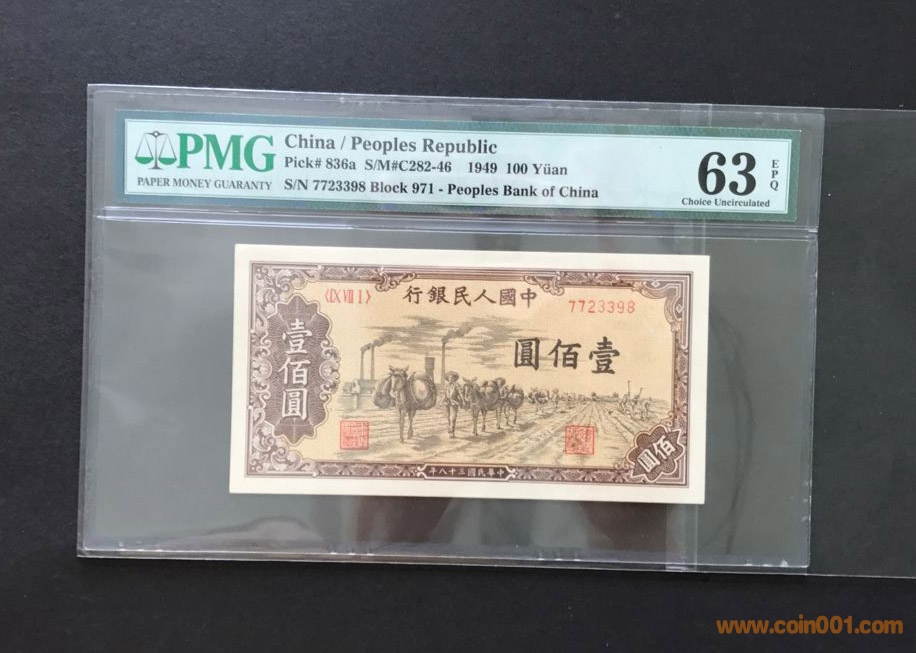 PMG
PAPER MONEY GUARANTY
China / Peoples Republic
Pick# 836a S/M#C282-46 1949 100 Yüan
S/N 7723398 Block 971 - Peoples Bank of China
63
EPQ
Choice Uncirculated
〈IX VII I〉
行銀民人國中
7723398
圓佰壹
壹佰圓
佰圓
年八十三國民華中
www.coin001.com